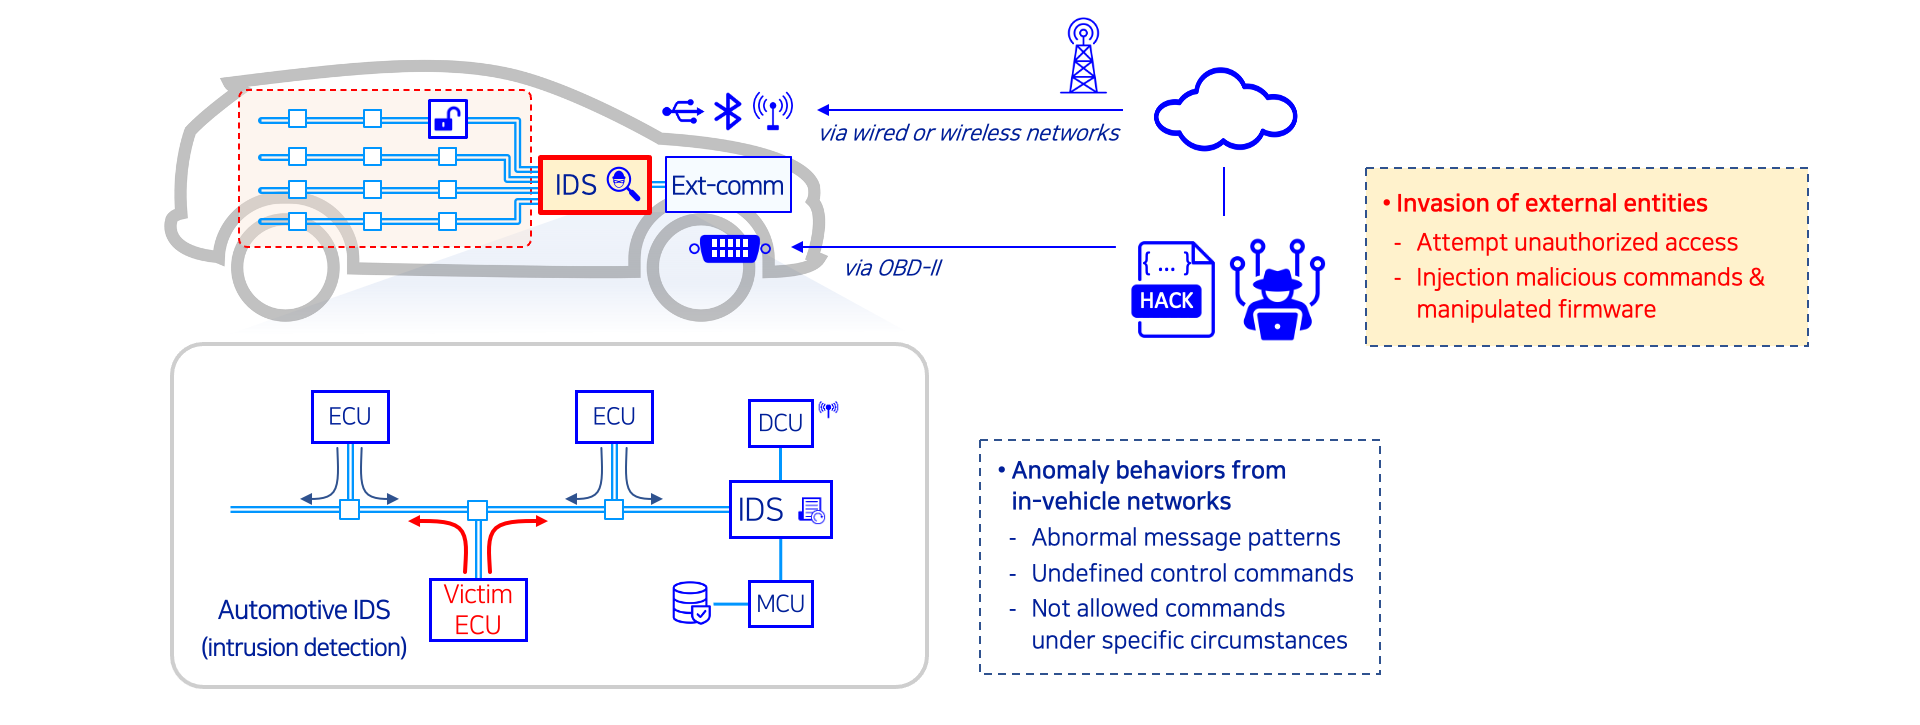 via wired or wireless networks
IDS
Ext-comm
via OBD-II
{ ... }
HACK
• Invasion of external entities
- Attempt unauthorized access
- Injection malicious commands &
manipulated firmware
ECU
ECU
DCU
IDS
Victim
ECU
MCU
Automotive IDS
(intrusion detection)
• Anomaly behaviors from
in-vehicle networks
- Abnormal message patterns
- Undefined control commands
- Not allowed commands
under specific circumstances